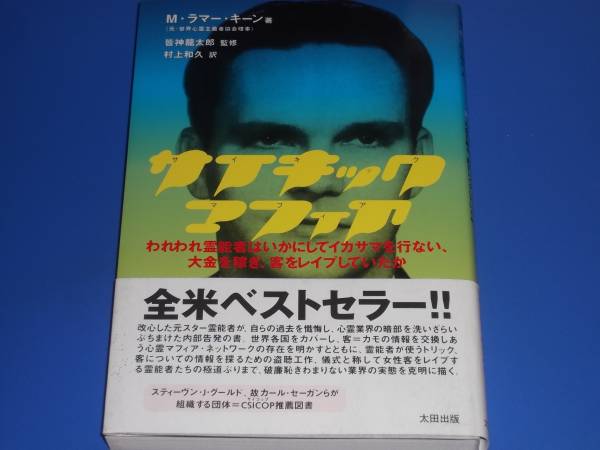 M・ラマー・キーン 著
(元・世界心霊主義者協会理事)
皆神龍太郎 監修
村上和久 訳
サイキック
サイキック
マフィア
マフィア
われわれ霊能者はいかにしてイカサマを行ない、
大金を稼ぎ、客をレイプしていたか
全米ベストセラー!!
改心した元スター霊能者が、自らの過去を懺悔し、心霊業界の暗部を洗いざらい
ぶちまけた内部告発の書。世界各国をカバーし、客=カモの情報を交換しあ
う心霊マフィア・ネットワークの存在を明かすとともに、霊能者が使うトリック、
客についての情報を探るための盗聴工作、儀式と称して女性客をレイプす
る霊能者たちの極道ぶりまで、破廉恥きわまりない業界の実態を克明に描く。
スティーヴン・J・グールド、故カール・セーガンらが
サイコップ
組織する団体=CSICOP推薦図書
太田出版